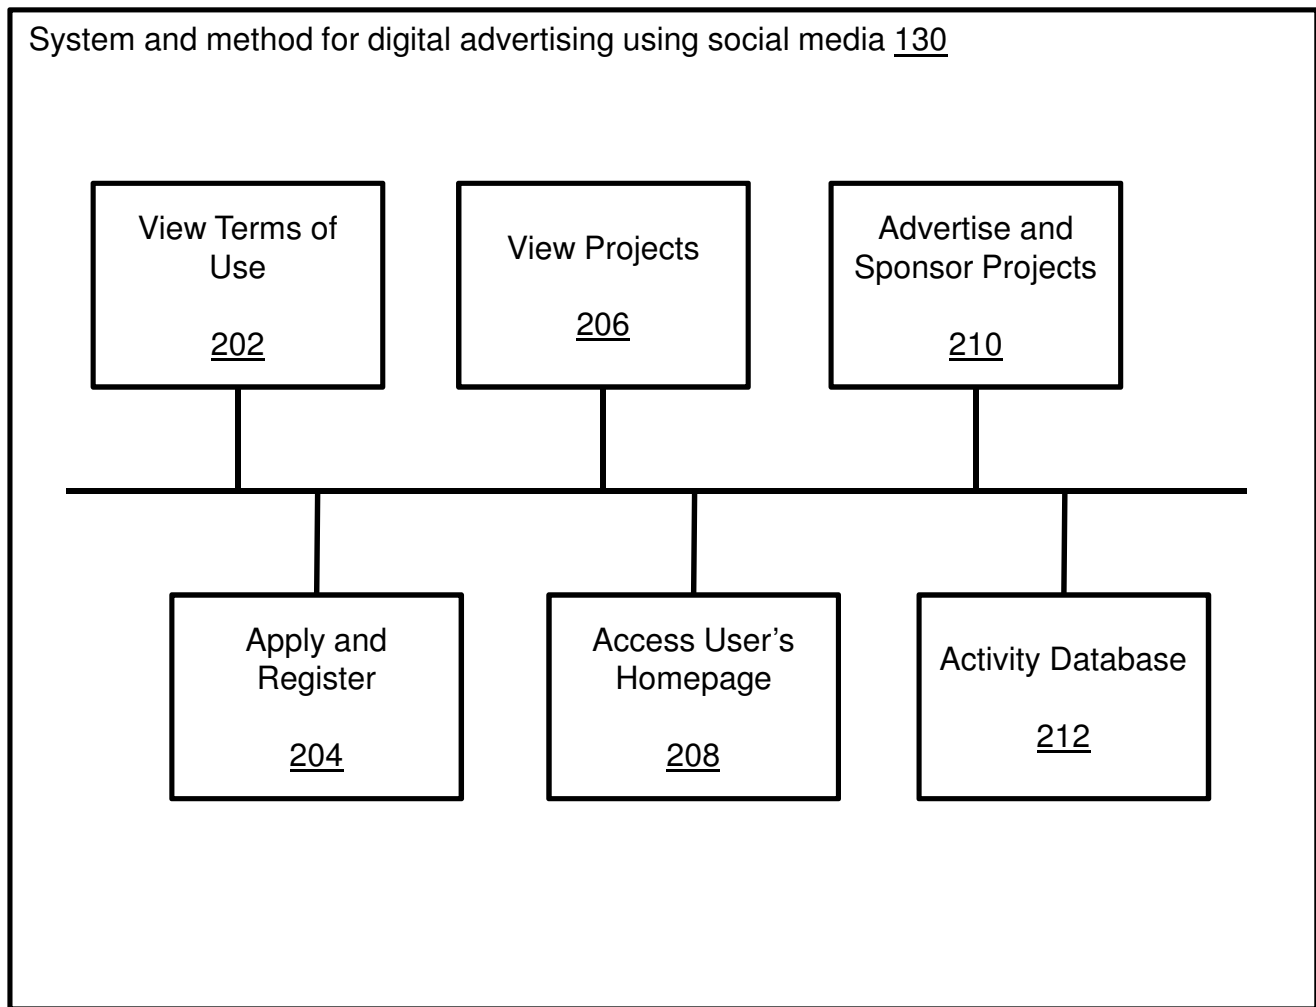 System and method for digital advertising using social media 130
View Terms of
Use
202
View Projects
206
Advertise and
Sponsor Projects
210
Apply and
Register
204
Access User’s
Homepage
208
Activity Database
212